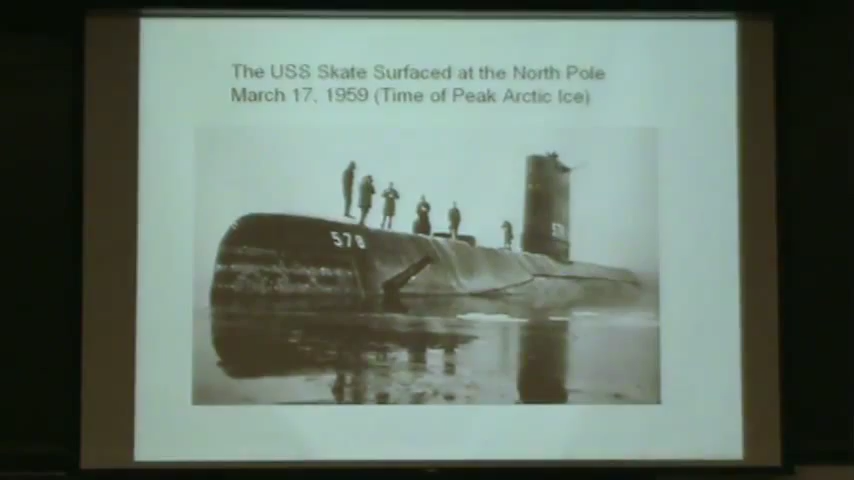 The USS Skate Surfaced at the North Pole
March 17, 1959 (Time of Peak Arctic Ice)
578